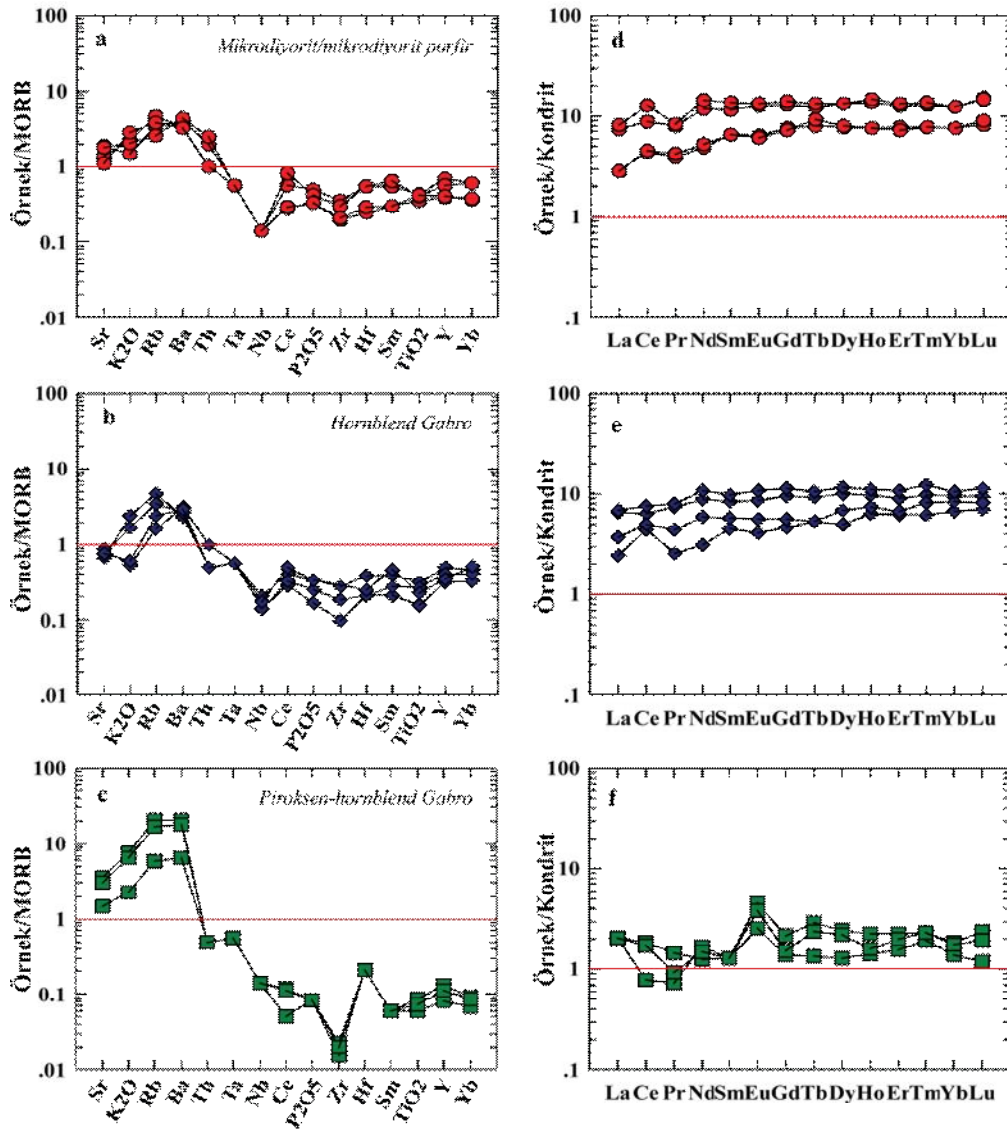 a
Mikrodiyorit/mikrodiyorit porfir
Örnek/MORB
100
10
1
0.1
.01
Sr K2O Rb Ba Th Ta Nb Ce P2O5 Zr Hf Sm TiO2 Y Yb
d
Örnek/Kondrit
100
10
1
.1
La Ce Pr Nd Sm Eu Gd Tb Dy Ho Er Tm Yb Lu
b
Hornblend Gabro
Örnek/MORB
100
10
1
0.1
.01
Sr K2O Rb Ba Th Ta Nb Ce P2O5 Zr Hf Sm TiO2 Y Yb
e
Örnek/Kondrit
100
10
1
.1
La Ce Pr Nd Sm Eu Gd Tb Dy Ho Er Tm Yb Lu
c
Piroksen-hornblend Gabro
Örnek/MORB
100
10
1
0.1
.01
Sr K2O Rb Ba Th Ta Nb Ce P2O5 Zr Hf Sm TiO2 Y Yb
f
Örnek/Kondrit
100
10
1
.1
La Ce Pr Nd Sm Eu Gd Tb Dy Ho Er Tm Yb Lu